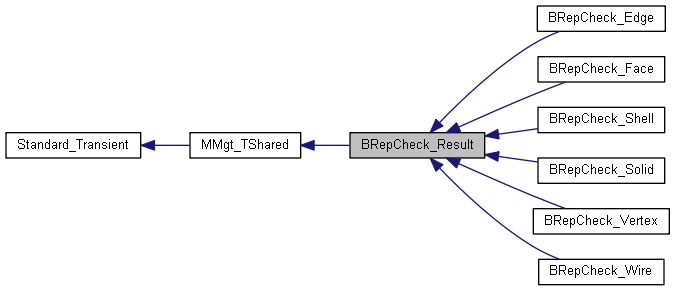 Standard_Transient
MMgt_TShared
BRepCheck_Result
BRepCheck_Edge
BRepCheck_Face
BRepCheck_Shell
BRepCheck_Solid
BRepCheck_Vertex
BRepCheck_Wire